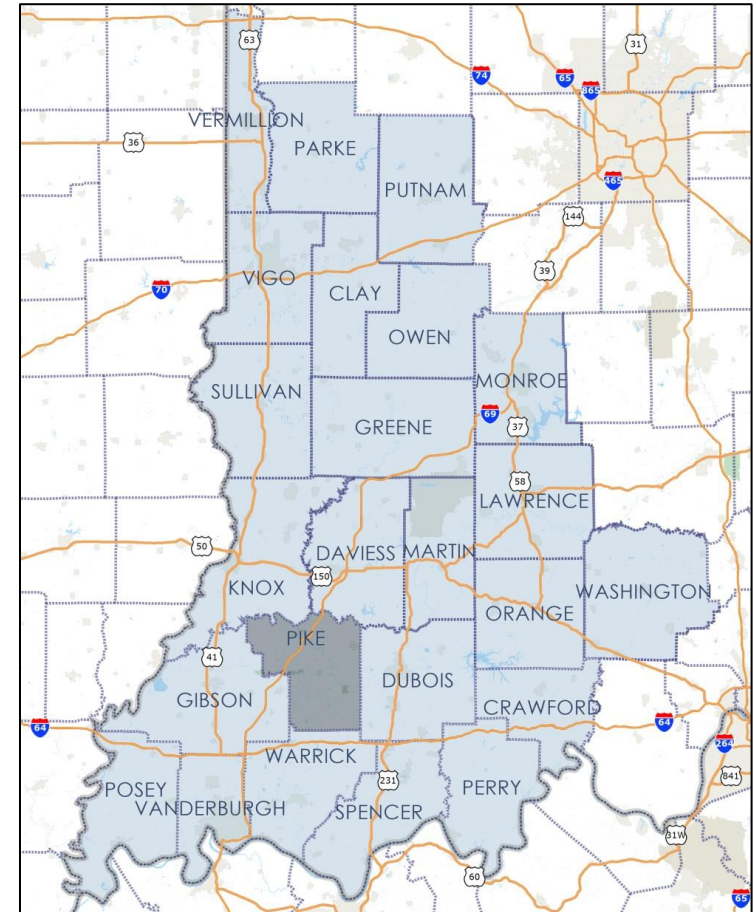 63
31
74
65
865
VERMILLION
36
PARKE
PUTNAM
465
144
39
VIGO
70
CLAY
OWEN
SULLIVAN
MONROE
69
GREENE
37
58
LAWRENCE
50
DAVIESS
MARTIN
150
KNOX
WASHINGTON
ORANGE
PIKE
41
DUBOIS
GIBSON
CRAWFORD
64
64
264
WARRICK
841
POSEY
231
PERRY
VANDERBURGH
SPENCER
31W
60
65